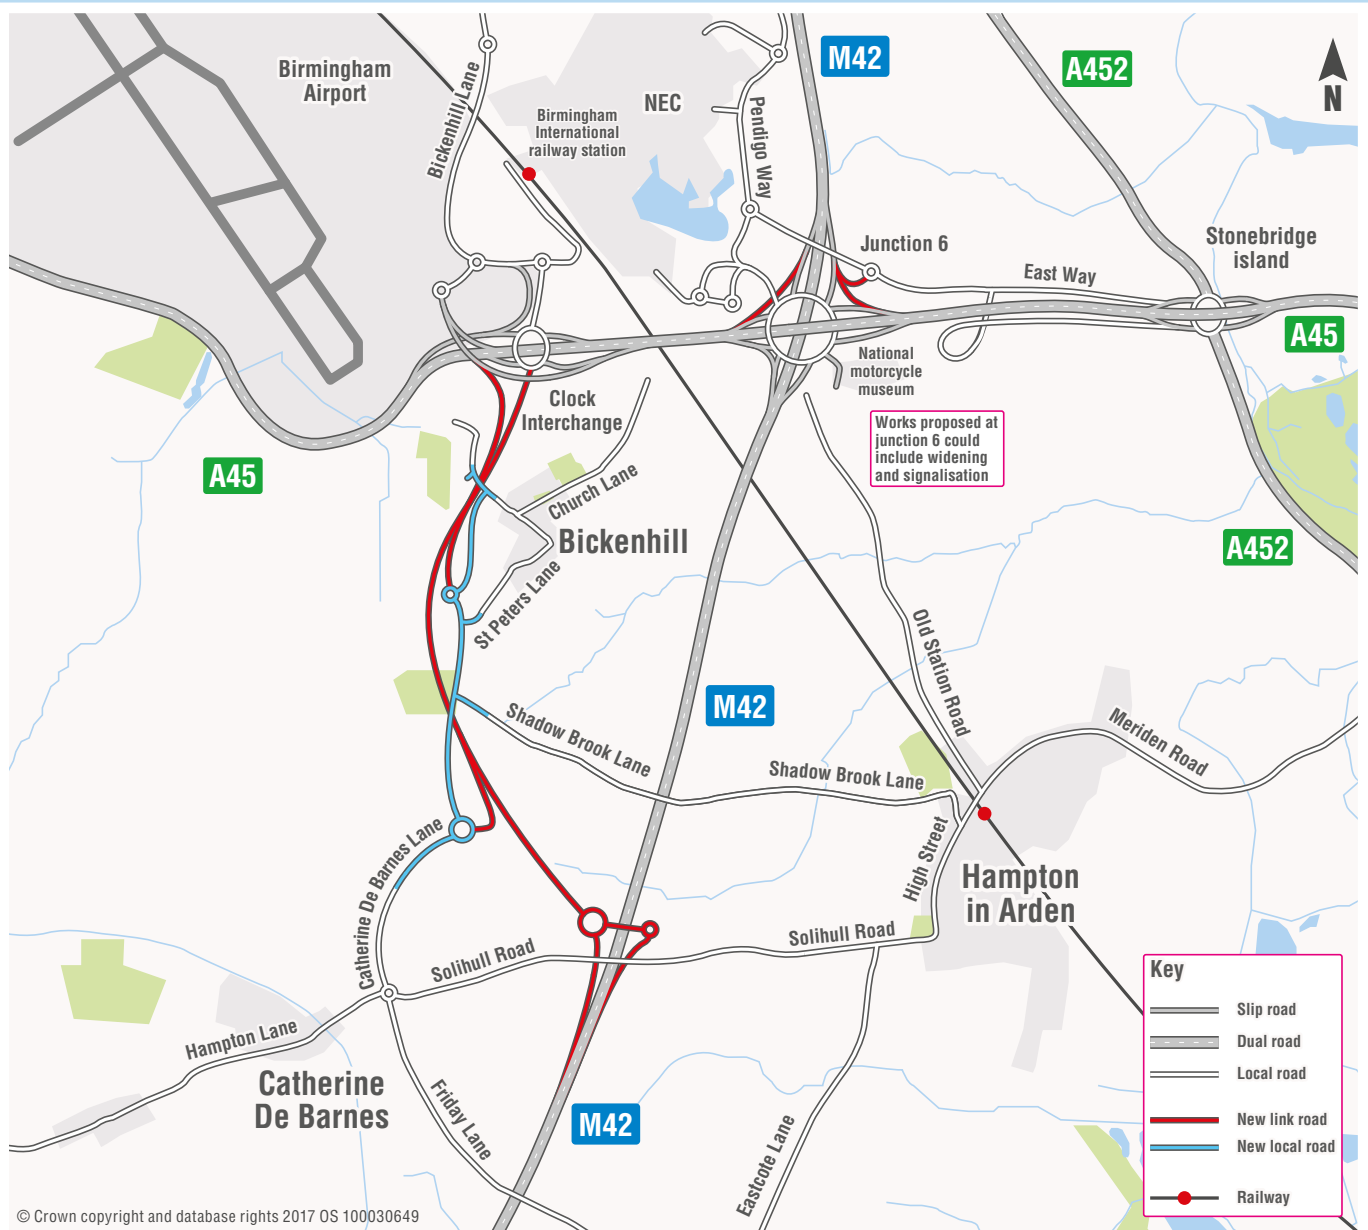 Birmingham
Airport
Bickenhill Lane
Birmingham
International
railway station
NEC
Pendigo Way
M42
A452
N
Junction 6
East Way
Stonebridge
island
A45
National
motorcycle
museum
Works proposed at
junction 6 could
include widening
and signalisation
Clock
Interchange
A45
Church Lane
Bickenhill
St Peters Lane
A452
Old Station Road
M42
Shadow Brook Lane
Shadow Brook Lane
Meriden Road
Catherine De Barnes Lane
High Street
Hampton
in Arden
Solihull Road
Solihull Road
Hampton Lane
Catherine
De Barnes
Friday Lane
M42
Eastcote Lane
Key
Slip road
Dual road
Local road
New link road
New local road
Railway
© Crown copyright and database rights 2017 OS 100030649